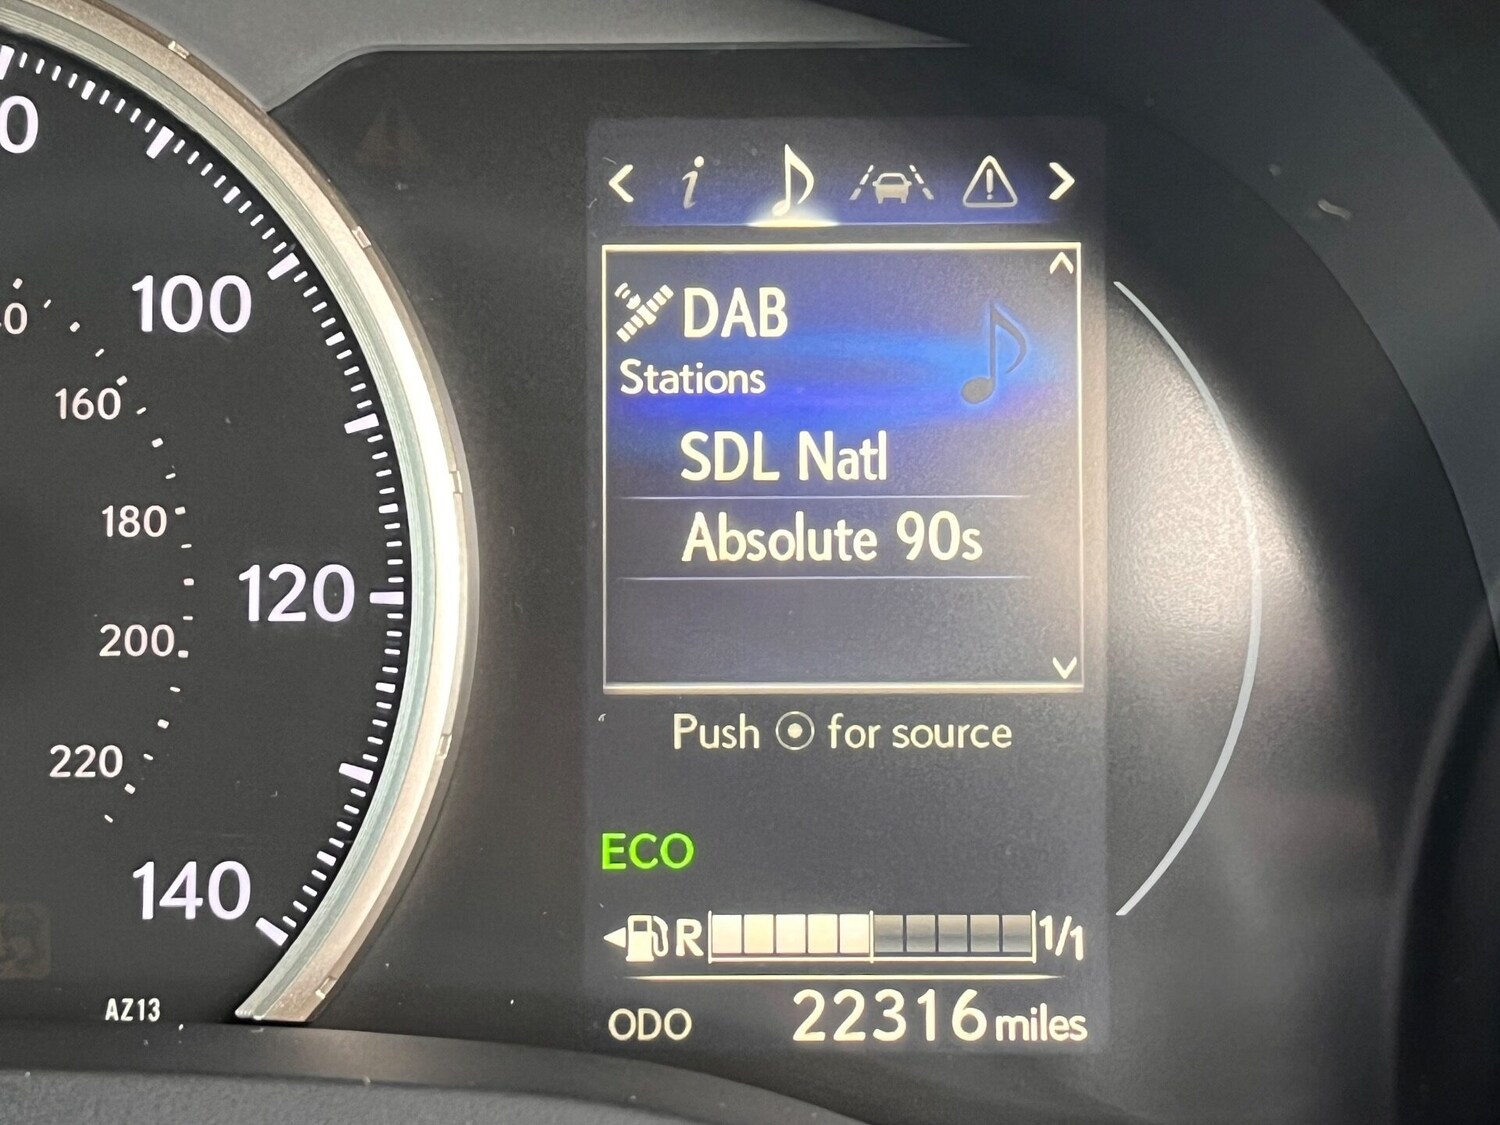 100
160
180
120
200
220
140
AZ13
i
DAB
Stations
SDL Natl
Absolute 90s
Push for source
ECO
R 1/1
ODO 22316 miles